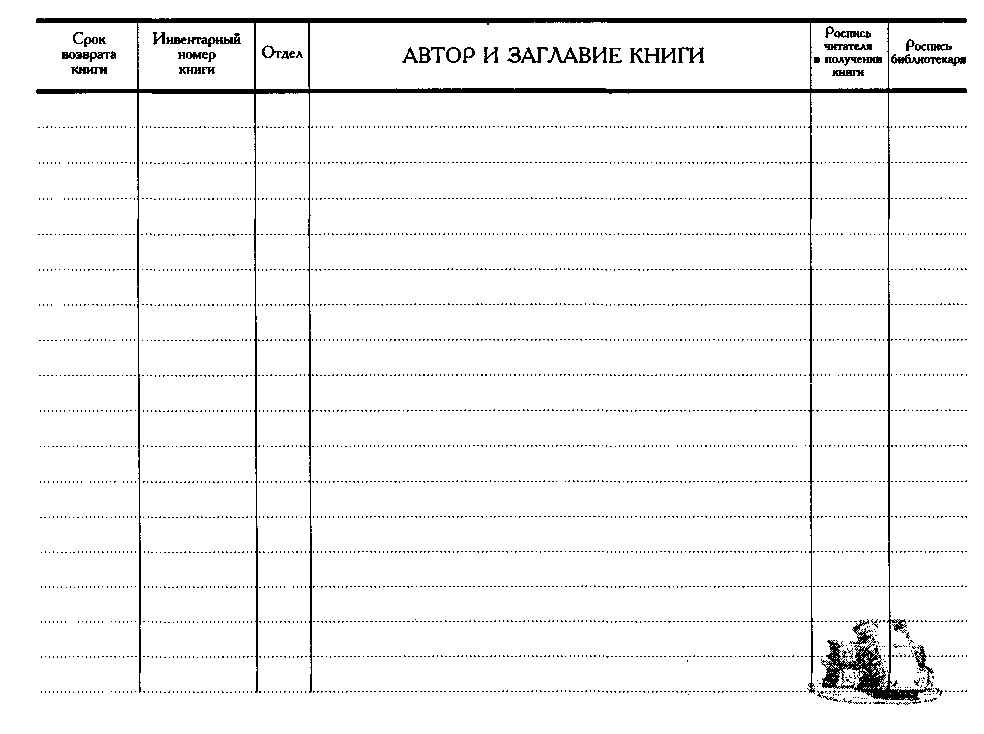 Срок
возврата
книги
Инвентарный
номер
книги
Отдел
АВТОР И ЗАГЛАВИЕ КНИГИ
Роспись
читателя
в получении
книги
Роспись
библиотекаря